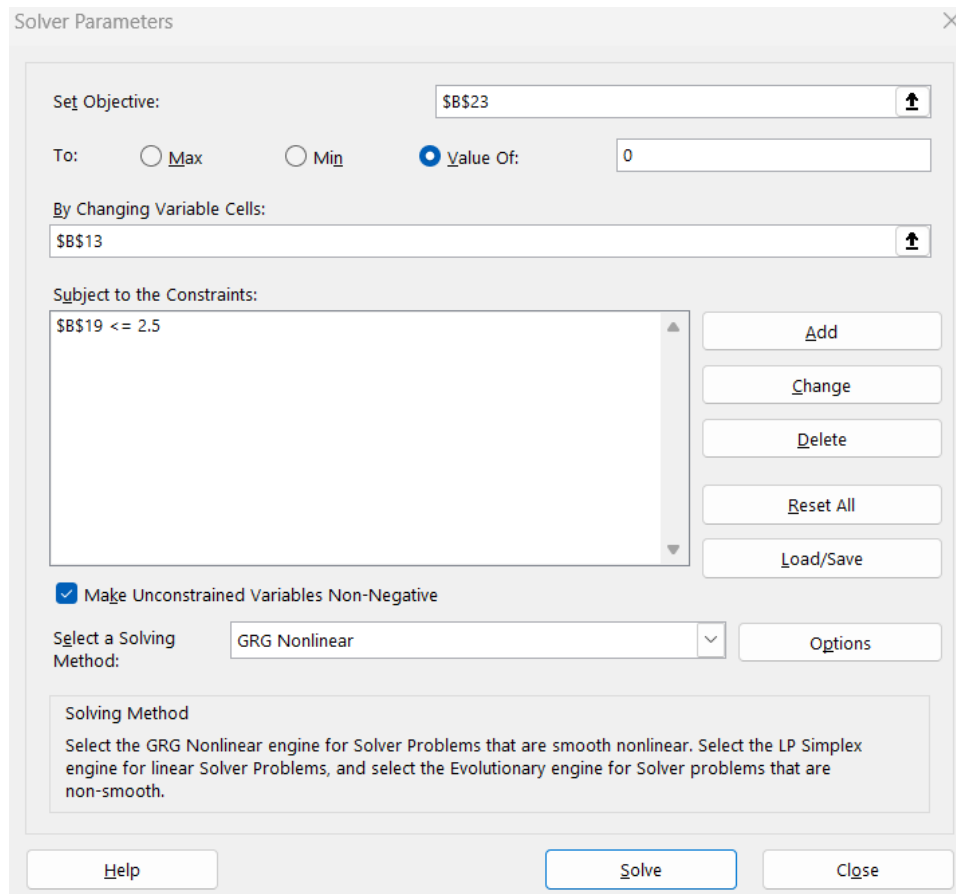 Solver Parameters
Set Objective:
$B$23
To:
Max
Min
Value Of:
0
By Changing Variable Cells:
$B$13
Subject to the Constraints:
$B$19 <= 2.5
Add
Change
Delete
Reset All
Load/Save
Make Unconstrained Variables Non-Negative
Select a Solving
Method:
GRG Nonlinear
Options
Solving Method
Select the GRG Nonlinear engine for Solver Problems that are smooth nonlinear. Select the LP Simplex
engine for linear Solver Problems, and select the Evolutionary engine for Solver problems that are
non-smooth.
Help
Solve
Close